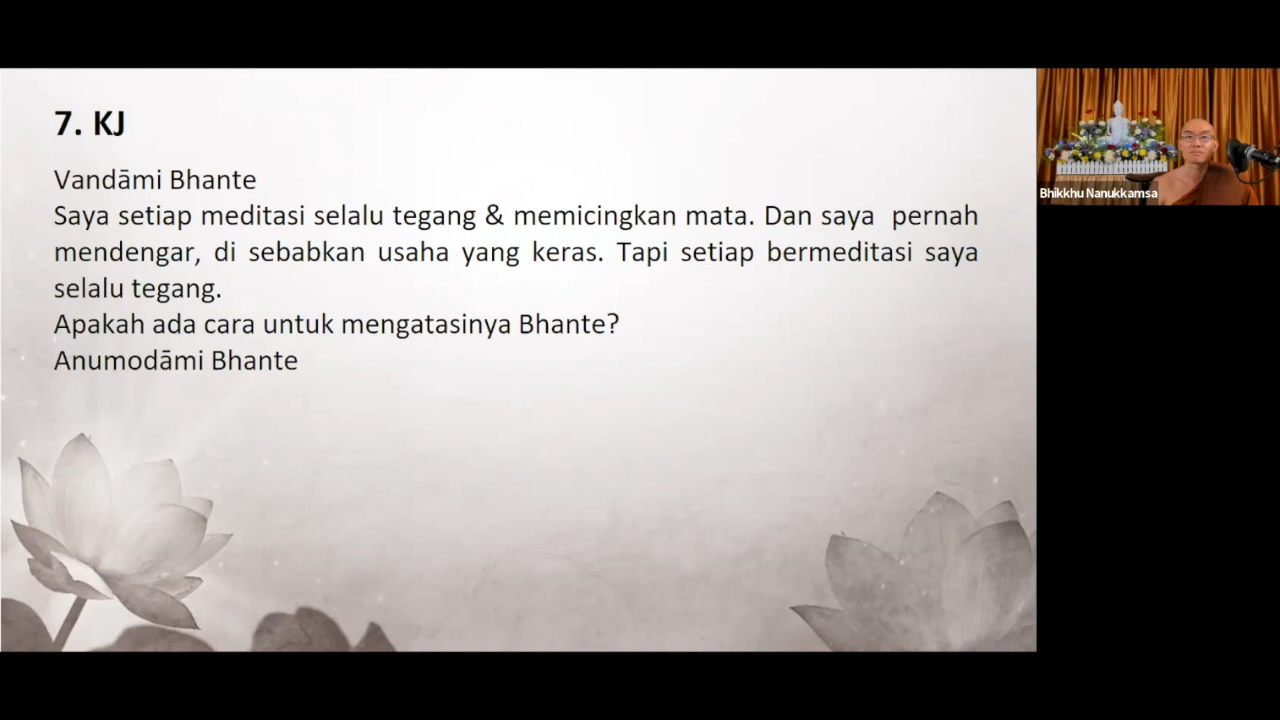 7. KJ
Vandāmi Bhante
Saya setiap meditasi selalu tegang & memicingkan mata. Dan saya pernah
mendengar, di sebabkan usaha yang keras. Tapi setiap bermeditasi saya
selalu tegang.
Apakah ada cara untuk mengatasinya Bhante?
Anumodāmi Bhante
Bhikkhu Nanukkamsa